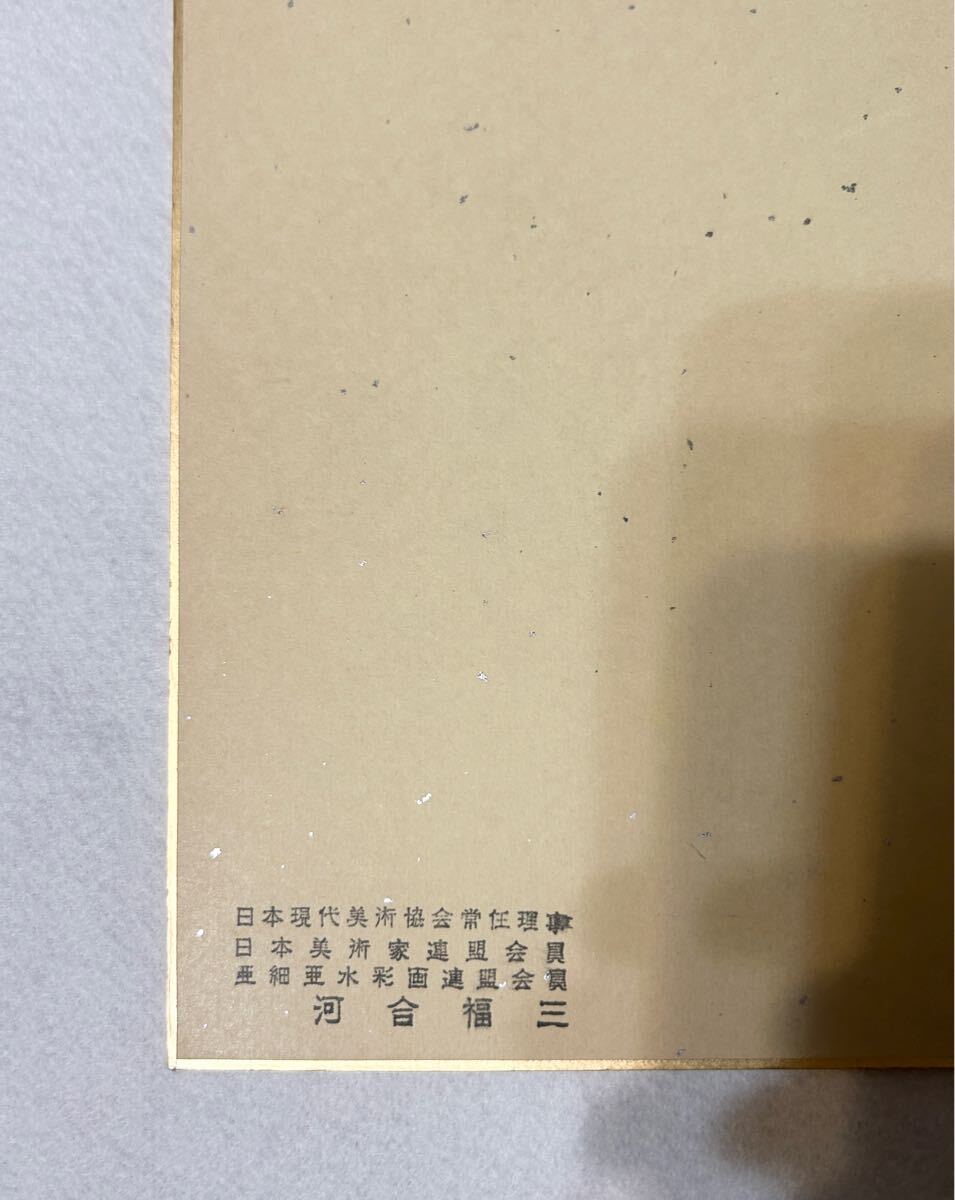 日本現代美術協会常任理事
日本美術家連盟会員
亜細亜水彩画連盟会員
河合福三